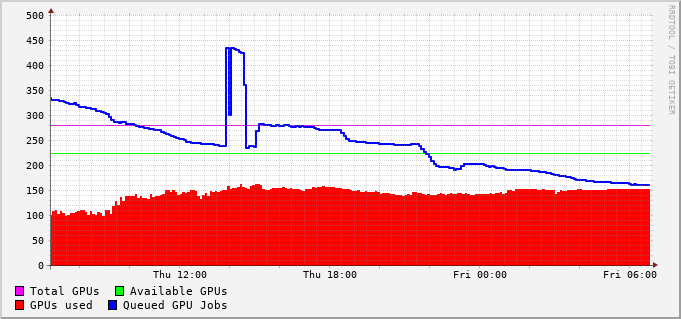 500
450
400
350
300
250
200
150
100
50
0
Thu 12:00 Thu 18:00 Fri 00:00 Fri 06:00
Total GPUs Available GPUs
GPUs used Queued GPU Jobs
RRDTOOL / TOBI OETIKER